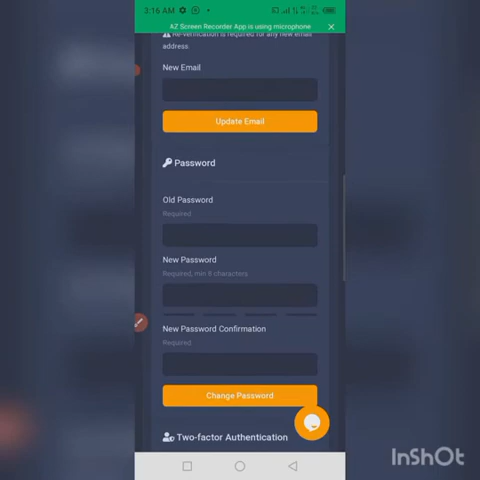 3:16 AM
AZ Screen Recorder App is using microphone
Re-verification is required for any new email
address
New Email
Update Email
Password
Old Password
Required
New Password
Required, min 8 characters
New Password Confirmation
Required
Change Password
Two-factor Authentication
InShOt